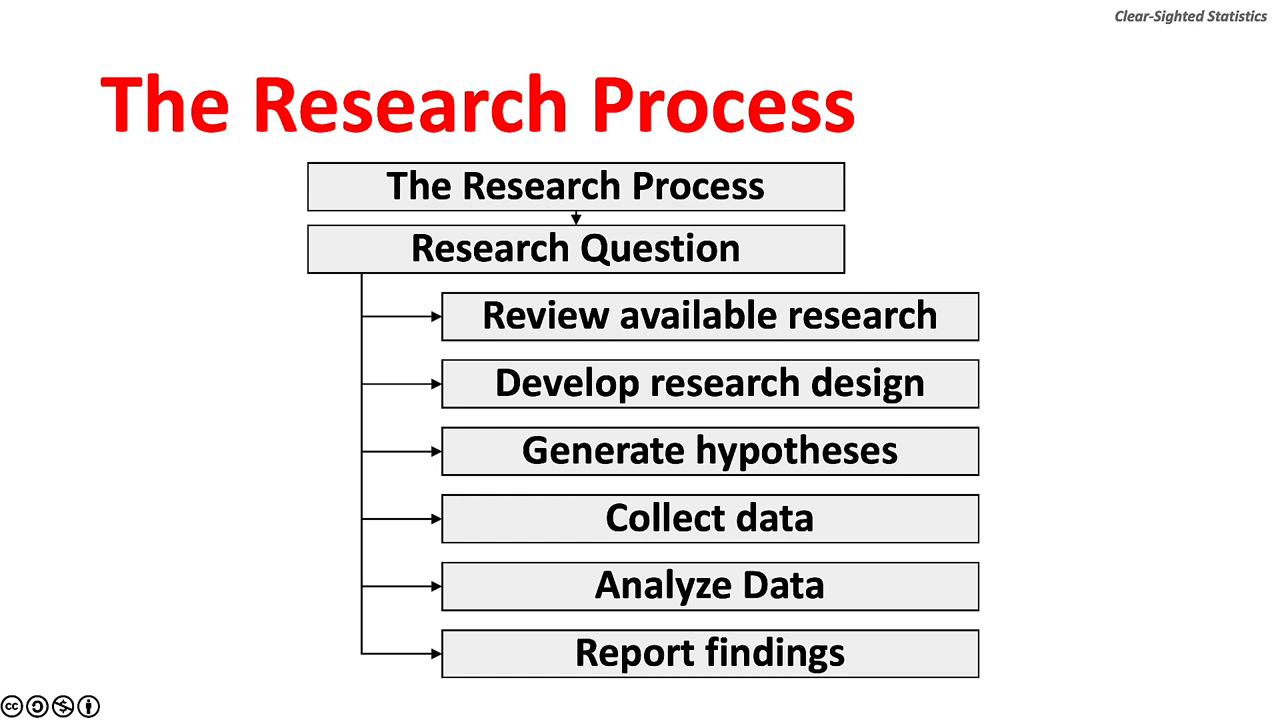 Clear-Sighted Statistics
The Research Process
The Research Process
Research Question
Review available research
Develop research design
Generate hypotheses
Collect data
Analyze Data
Report findings
cc